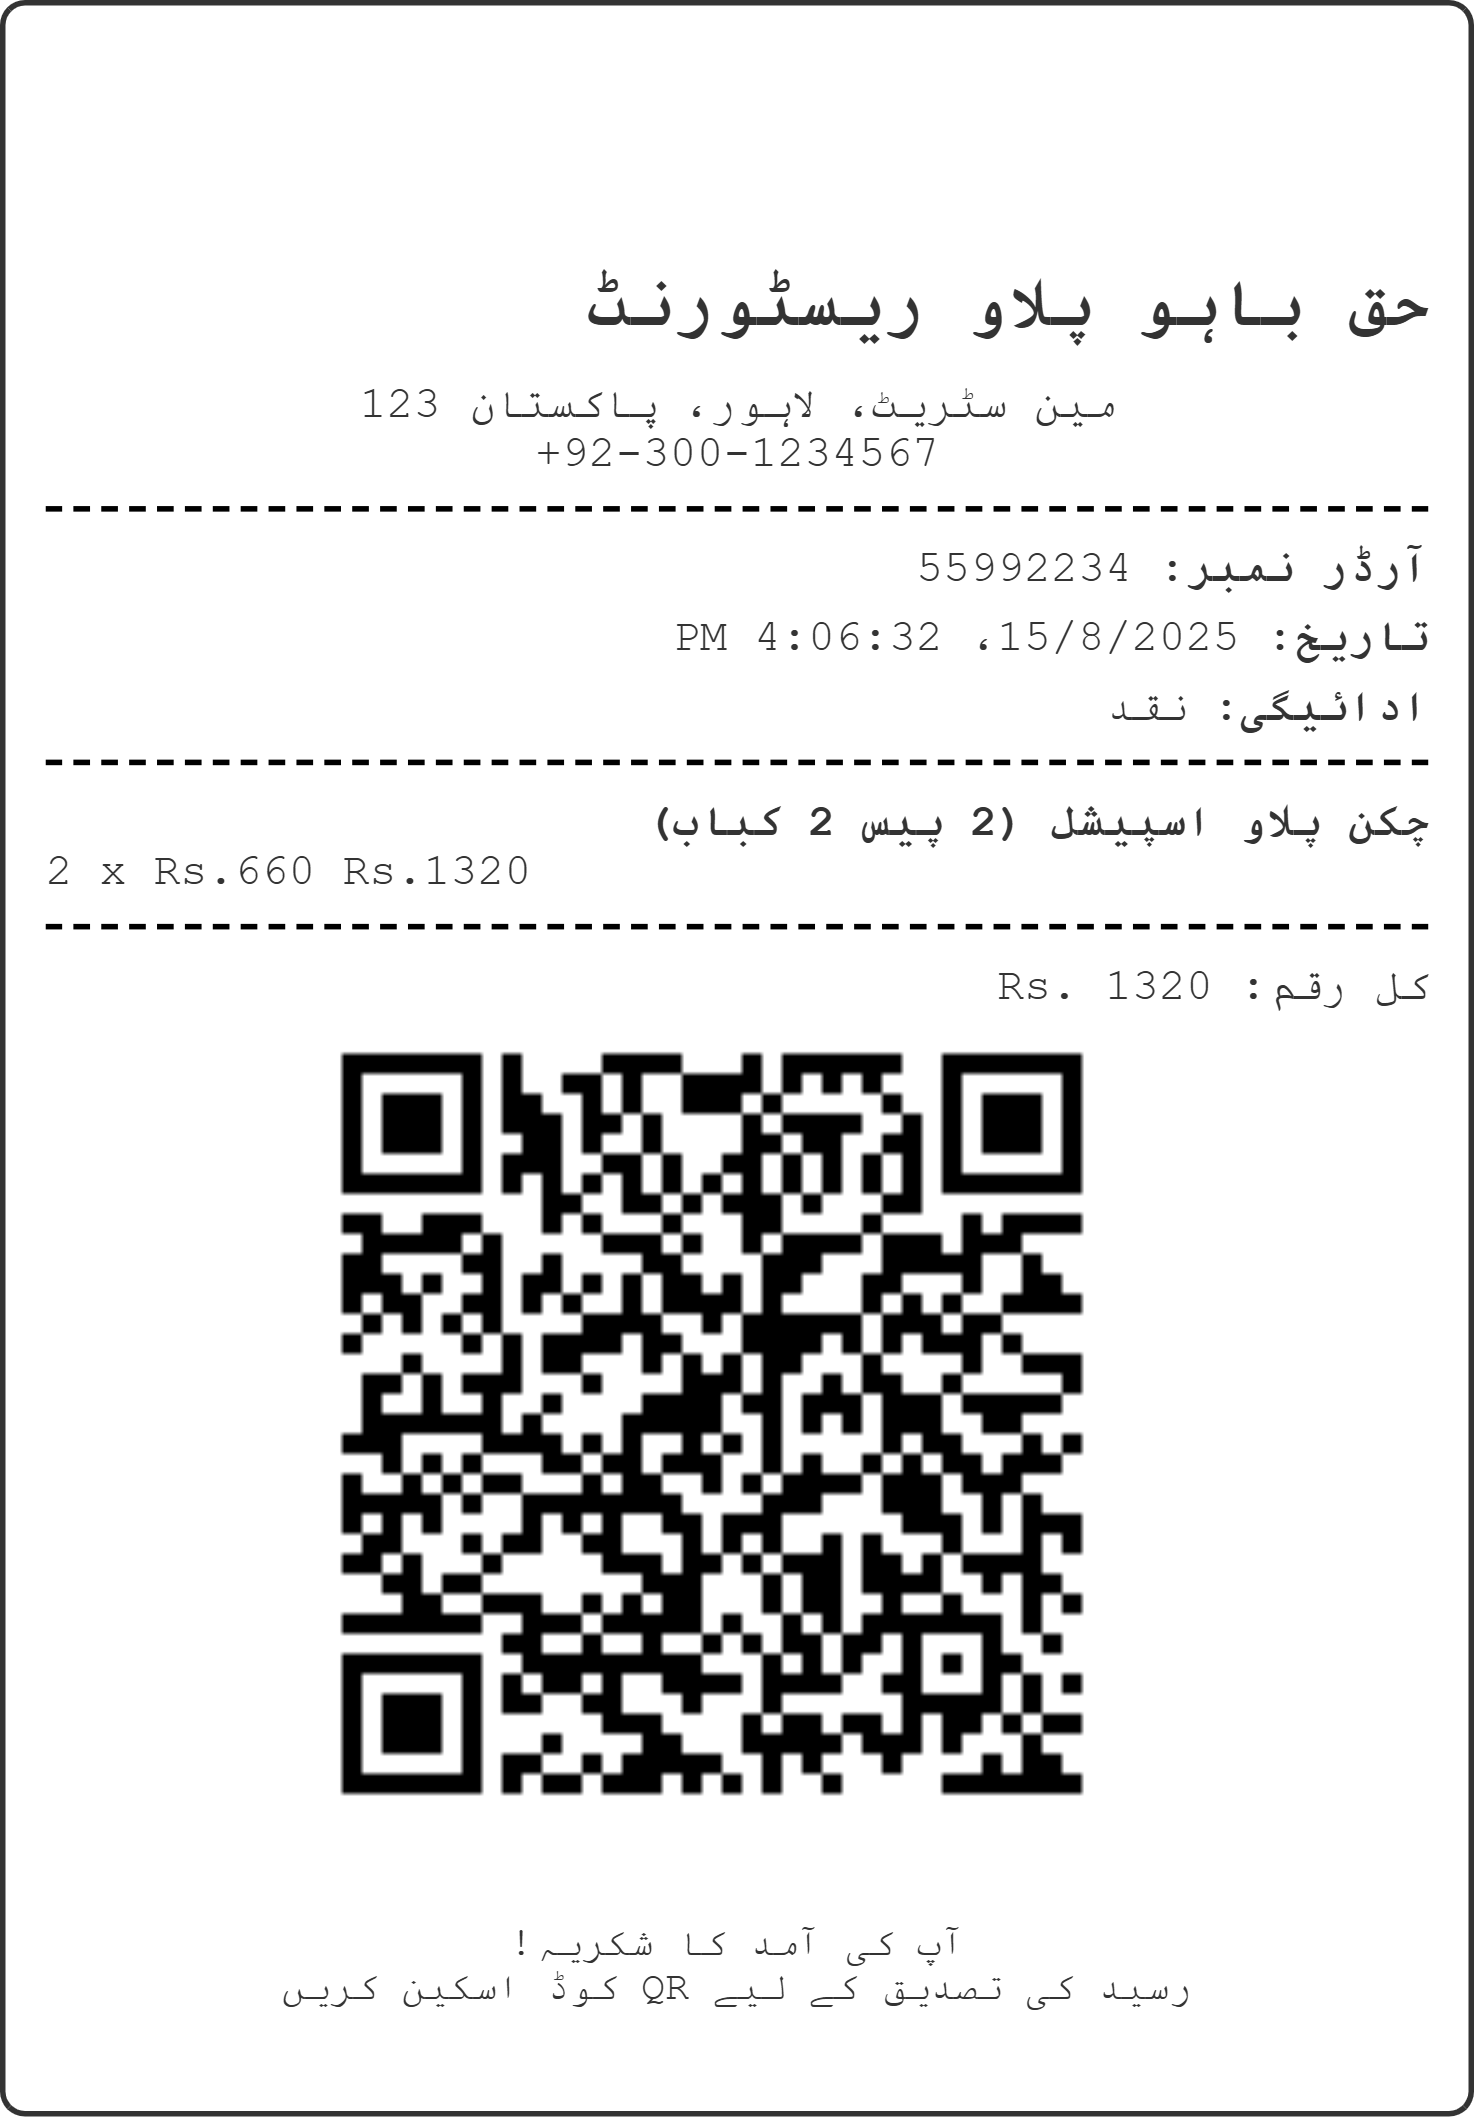 حق باہو پلاو ریسٹورنٹ
مین سٹریٹ، لاہور، پاکستان 123
+92-300-1234567
آرڈر نمبر: 55992234
تاریخ: 15/8/2025، 4:06:32 PM
ادائیگی: نقد
چکن پلاو اسپیشل (2 پیس 2 کباب)
2 x Rs.660 Rs.1320
کل رقم: Rs. 1320
آپ کی آمد کا شکریہ!
رسید کی تصدیق کے لیے QR کوڈ اسکین کریں